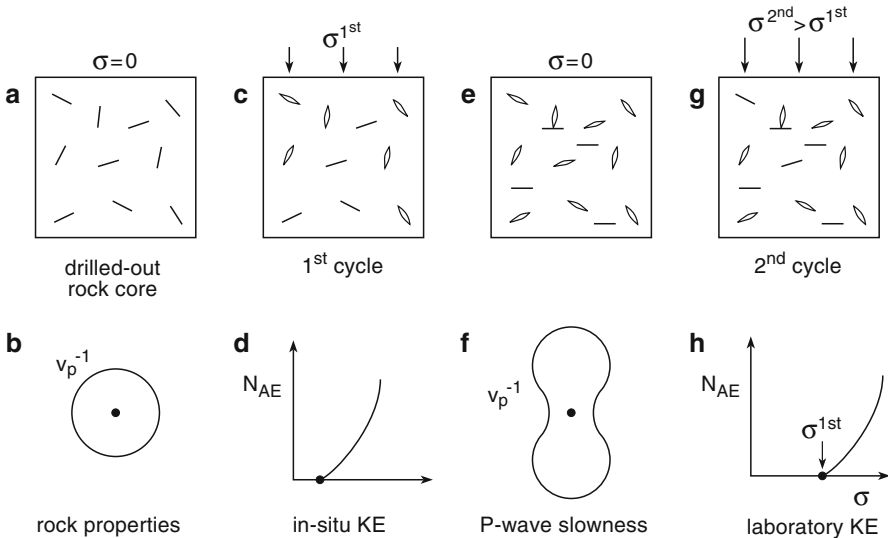 a
σ=0
drilled-out
rock core
c
σ1st
1st cycle
e
σ=0
g
σ2nd>σ1st
2nd cycle
b
vp-1
rock properties
d
NAE
in-situ KE
f
vp-1
P-wave slowness
h
NAE
σ1st
σ
laboratory KE